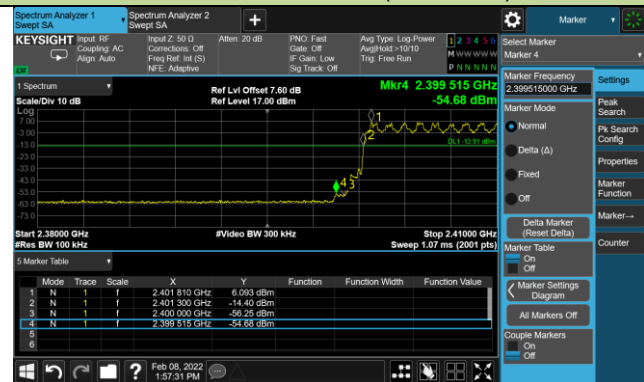 Spectrum Analyzer 1
Swept SA
Spectrum Analyzer 2
Swept SA
Marker
KEYSIGHT
Input: RF
Coupling: AC
Align: Auto
Input Z: 50 Ω
Corrections: Off
Freq Ref: Int (S)
NFE: Adaptive
Atten: 20 dB
PNO: Fast
Gate: Off
IF Gain: Low
Sig Track: Off
Avg Type: Log-Power
Avg|Hold:>10/10
Trig: Free Run
1 2 3 4 5 6
M W W W W W
P N N N N N
LXI
Select Marker
Marker 4
1 Spectrum
Scale/Div 10 dB
Log
Ref Lvl Offset 7.60 dB
Ref Level 17.00 dBm
Mkr4 2.399 515 GHz
-54.68 dBm
7.00
-3.00
-13.0
-23.0
-33.0
-43.0
-53.0
-63.0
-73.0
1
2
4
3
DL1 -13.91 dBm
Start 2.38000 GHz
#Res BW 100 kHz
#Video BW 300 kHz
Stop 2.41000 GHz
Sweep 1.07 ms (2001 pts)
5 Marker Table
Mode Trace Scale X Y Function Function Width Function Value
1 N 1 f 2.401 810 GHz 6.093 dBm
2 N 1 f 2.401 300 GHz -14.40 dBm
3 N 1 f 2.400 000 GHz -56.25 dBm
4 N 1 f 2.399 515 GHz -54.68 dBm
5
6
Marker Frequency
2.399515000 GHz
Marker Mode
Normal
Delta (Δ)
Fixed
Off
Delta Marker
(Reset Delta)
Marker Table
On
Off
Marker Settings
Diagram
All Markers Off
Couple Markers
On
Off
Settings
Peak
Search
Pk Search
Config
Properties
Marker
Function
Marker→
Counter
?
Feb 08, 2022
1:57:31 PM